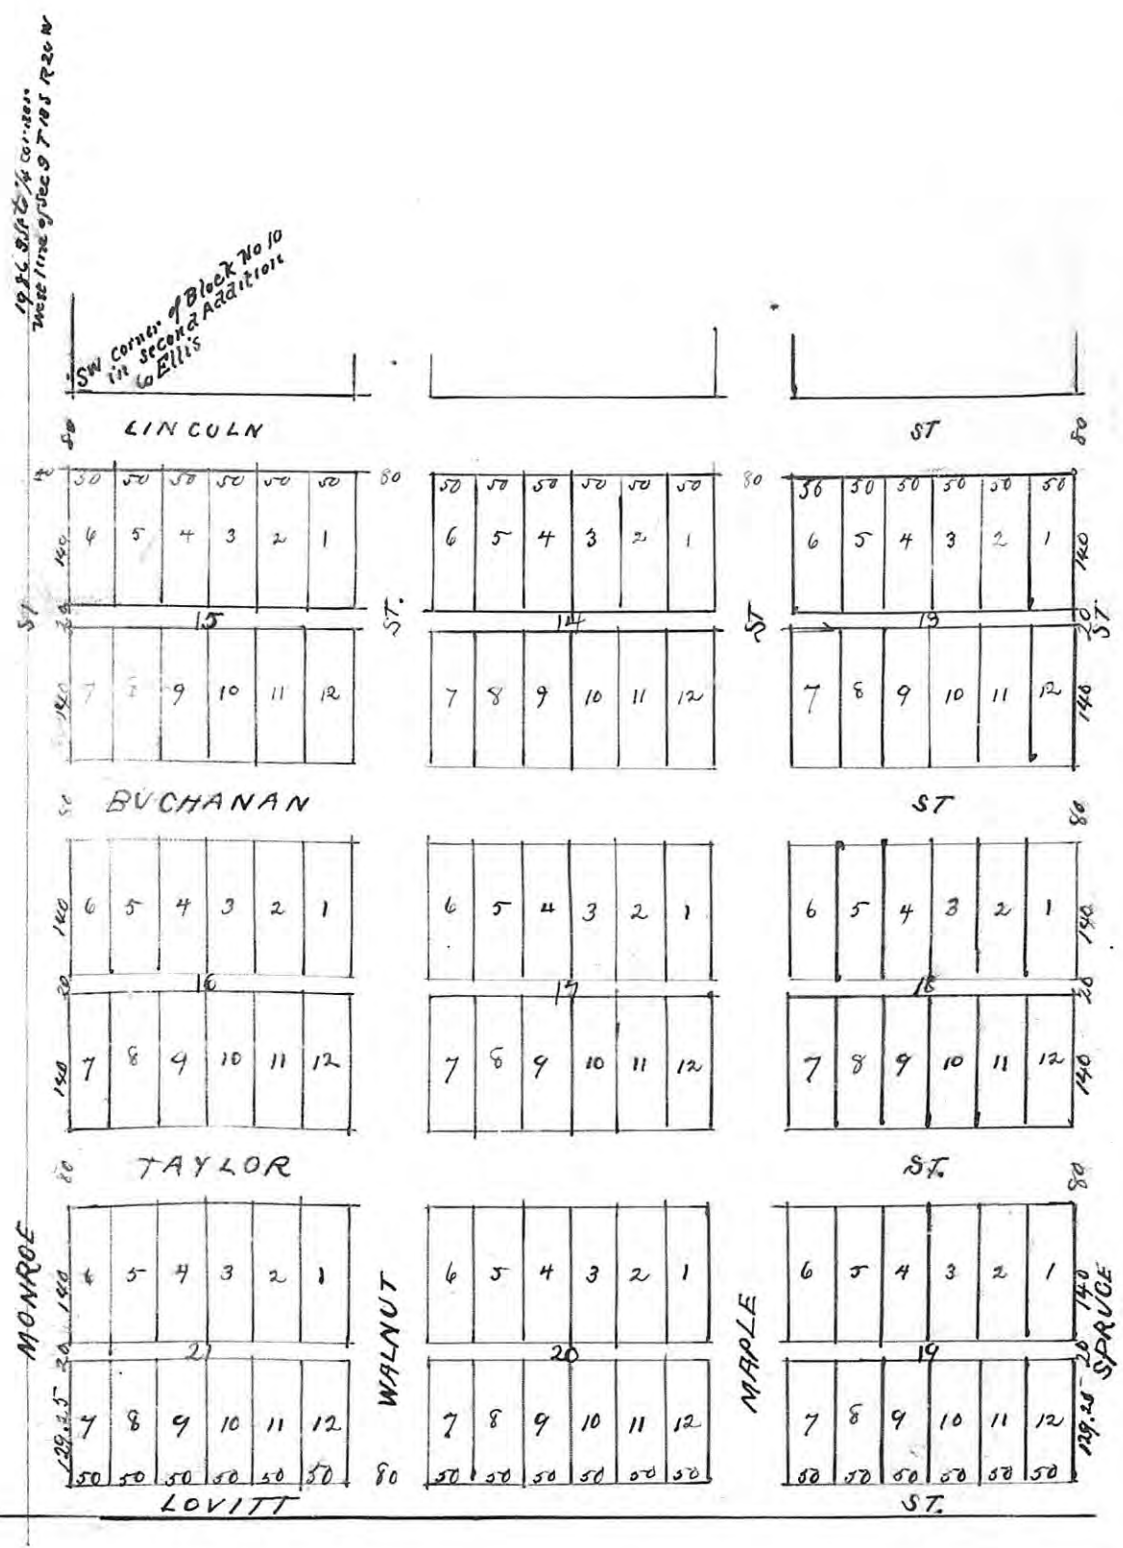 West line of Sec 9 T 10 S R 20 W
SW corner of Block No 10
in second Addition
to Ellis
80 LINCOLN ST 80
50 50 50 50 50 50 80 50 50 50 50 50 50 80 50 50 50 50 50 50
140 6 5 4 3 2 1 6 5 4 3 2 1 6 5 4 3 2 1 140
ST 20 15 ST. 14 ST 13 20 ST
140 7 8 9 10 11 12 7 8 9 10 11 12 7 8 9 10 11 12 140
80 BUCHANAN ST 80
140 6 5 4 3 2 1 6 5 4 3 2 1 6 5 4 3 2 1 140
20 16 17 18 20
140 7 8 9 10 11 12 7 8 9 10 11 12 7 8 9 10 11 12 140
80 TAYLOR ST. 80
140 6 5 4 3 2 1 6 5 4 3 2 1 6 5 4 3 2 1 140
MONROE WALNUT MAPLE SPRUCE
20 21 20 19 20
129.25 7 8 9 10 11 12 7 8 9 10 11 12 7 8 9 10 11 12 129.25
50 50 50 50 50 50 80 50 50 50 50 50 50 50 50 50 50 50 50
LOVITT ST.